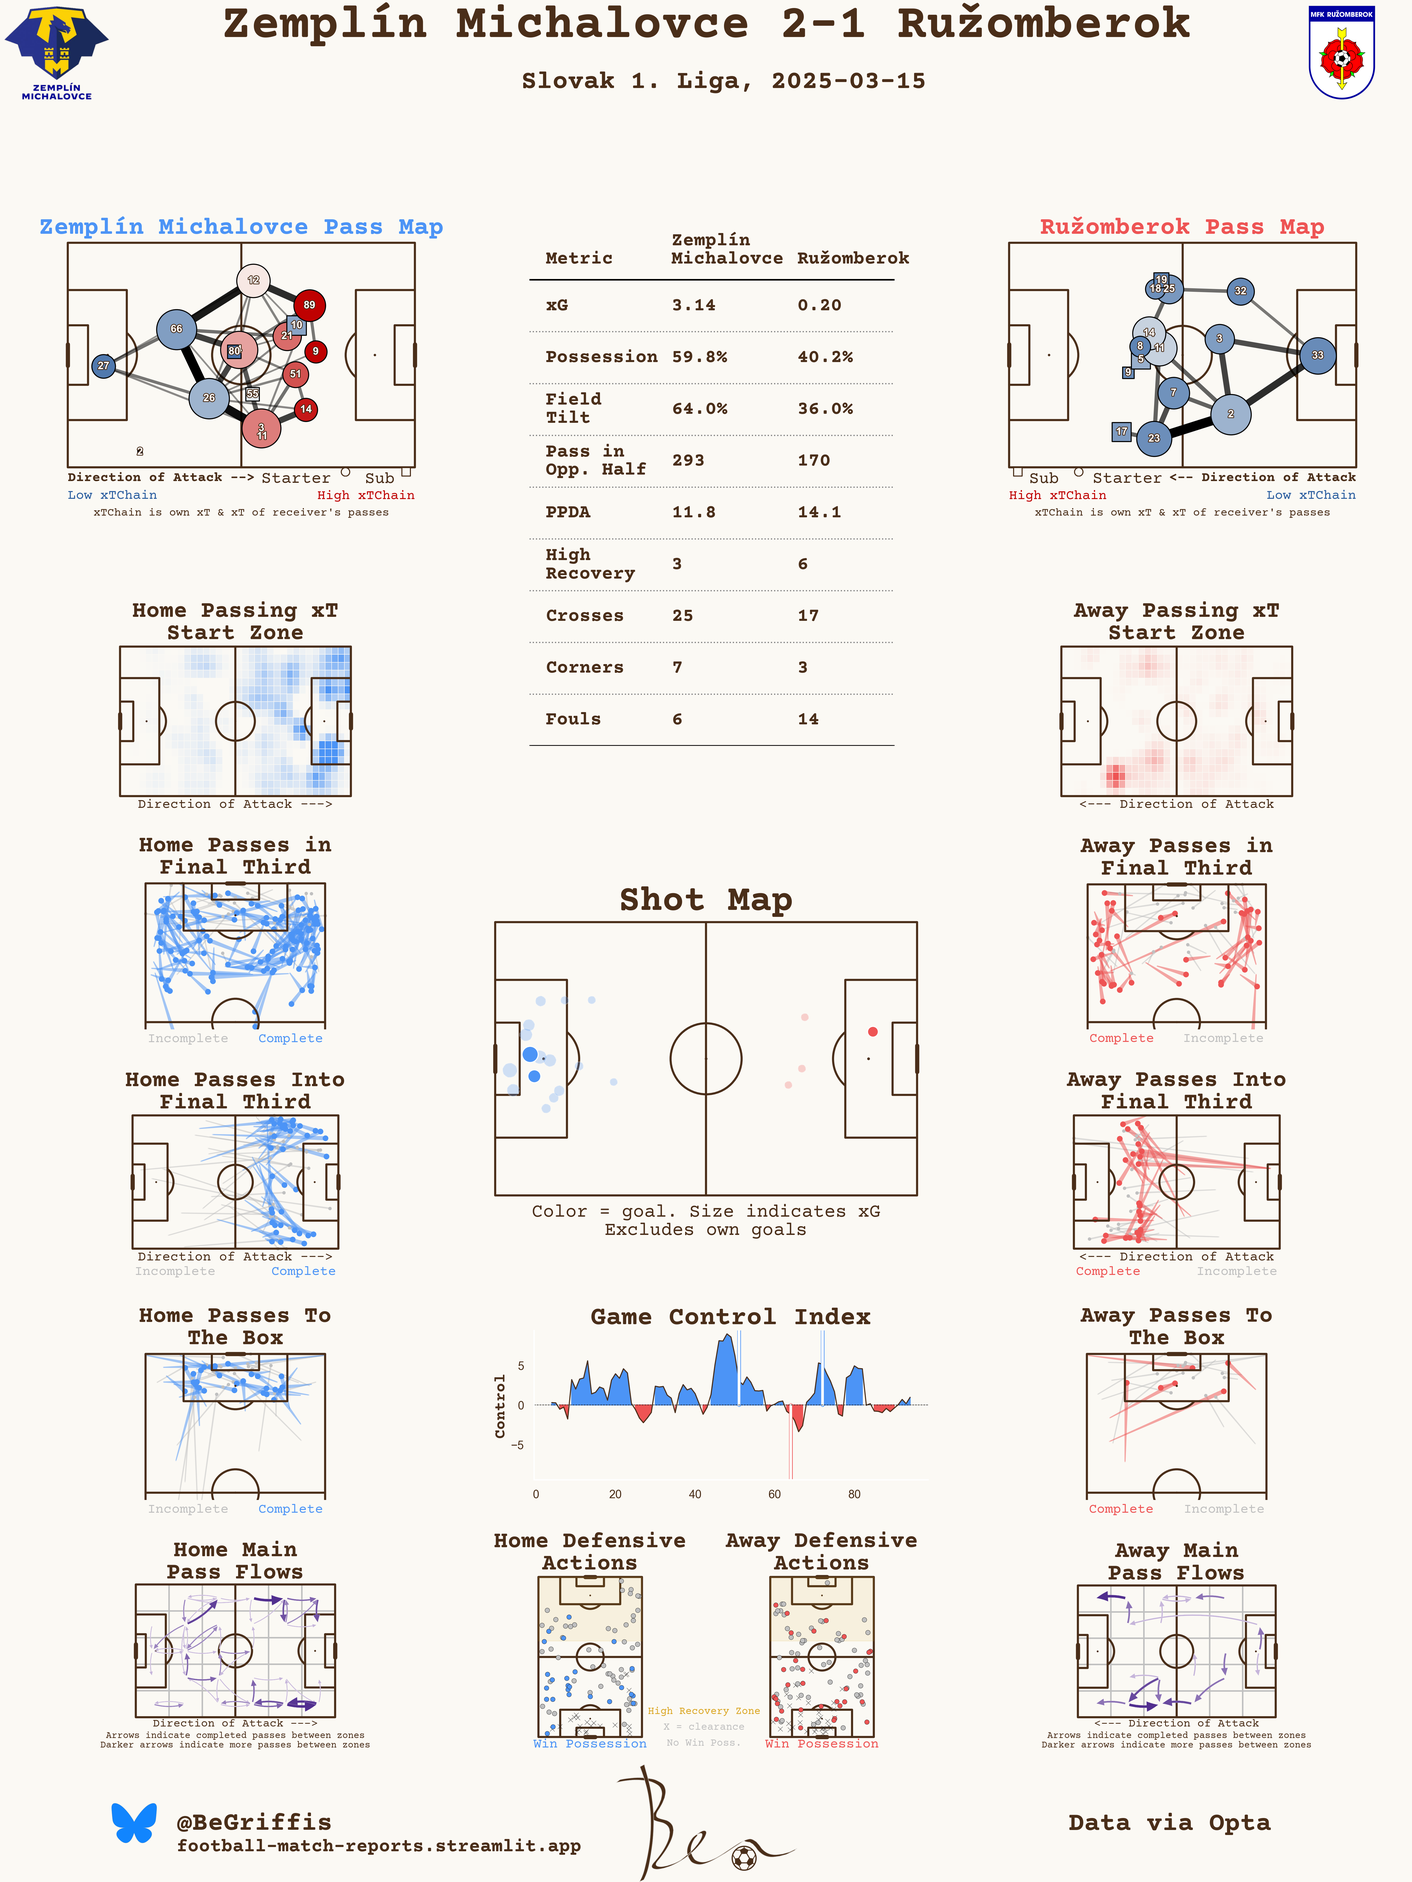 Zemplín Michalovce 2-1 Ružomberok
Slovak 1. Liga, 2025-03-15
ZEMPLÍN
MICHALOVCE
MFK RUŽOMBEROK
Zemplín Michalovce Pass Map
12
89
10
21
66
80
9
27
51
26
55
14
3
11
2
Direction of Attack --> Starter Sub
Low xTChain High xTChain
xTChain is own xT & xT of receiver's passes
Metric Zemplín Michalovce Ružomberok
xG 3.14 0.20
Possession 59.8% 40.2%
Field Tilt 64.0% 36.0%
Pass in Opp. Half 293 170
PPDA 11.8 14.1
High Recovery 3 6
Crosses 25 17
Corners 7 3
Fouls 6 14
Ružomberok Pass Map
19
18
25
32
14
3
8
11
33
5
9
7
2
17
23
Sub Starter <-- Direction of Attack
High xTChain Low xTChain
xTChain is own xT & xT of receiver's passes
Home Passing xT
Start Zone
Direction of Attack --->
Away Passing xT
Start Zone
<--- Direction of Attack
Home Passes in
Final Third
Incomplete Complete
Away Passes in
Final Third
Complete Incomplete
Shot Map
Color = goal. Size indicates xG
Excludes own goals
Home Passes Into
Final Third
Direction of Attack --->
Incomplete Complete
Away Passes Into
Final Third
<--- Direction of Attack
Complete Incomplete
Home Passes To
The Box
Incomplete Complete
Game Control Index
Control
5
0
−5
0 20 40 60 80
Away Passes To
The Box
Complete Incomplete
Home Main
Pass Flows
Direction of Attack --->
Arrows indicate completed passes between zones
Darker arrows indicate more passes between zones
Home Defensive
Actions
Win Possession
High Recovery Zone
X = clearance
No Win Poss.
Away Defensive
Actions
Win Possession
Away Main
Pass Flows
<--- Direction of Attack
Arrows indicate completed passes between zones
Darker arrows indicate more passes between zones
@BeGriffis
football-match-reports.streamlit.app
Ben
Data via Opta